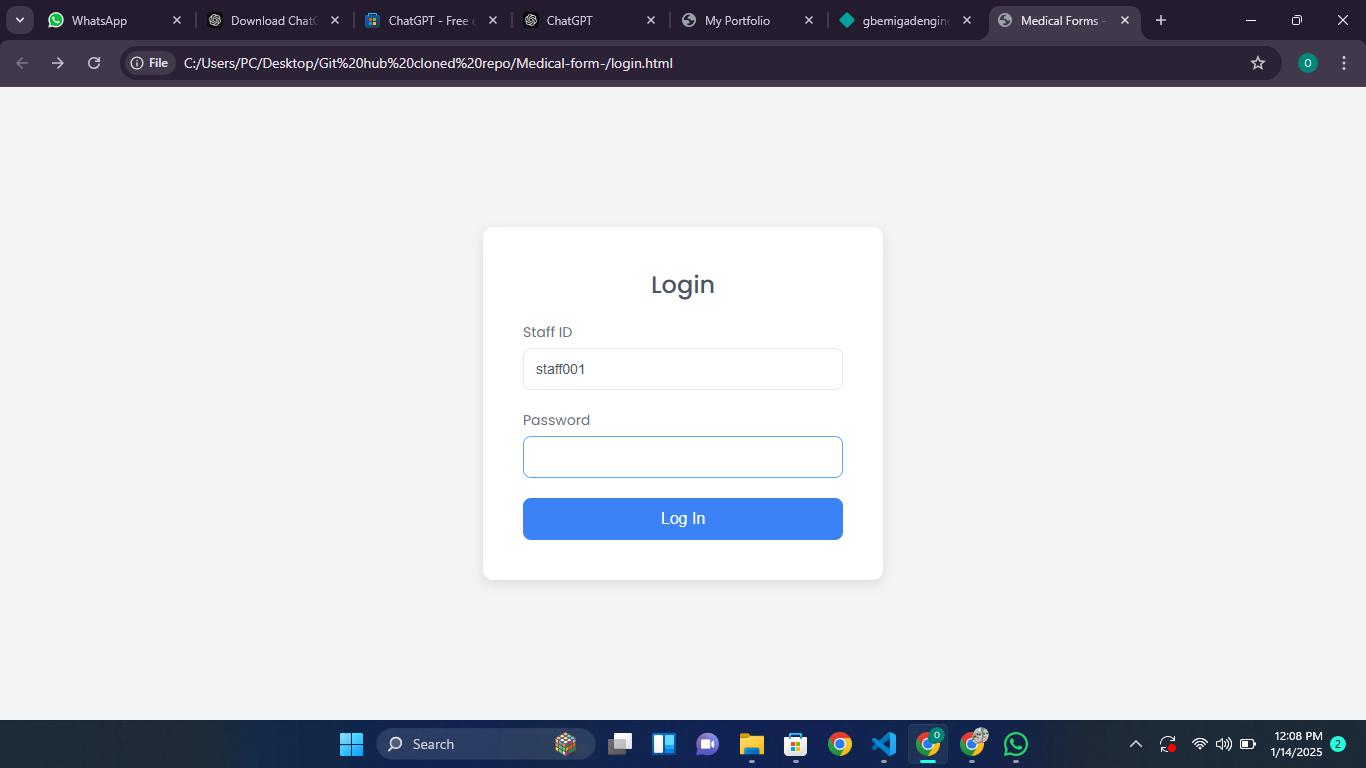 WhatsApp
Download ChatG
ChatGPT - Free c
ChatGPT
My Portfolio
gbemigadengine
Medical Forms -
File
C:/Users/PC/Desktop/Git%20hub%20cloned%20repo/Medical-form-/login.html
O
Login
Staff ID
staff001
Password
Log In
Search
O
12:08 PM
1/14/2025
2